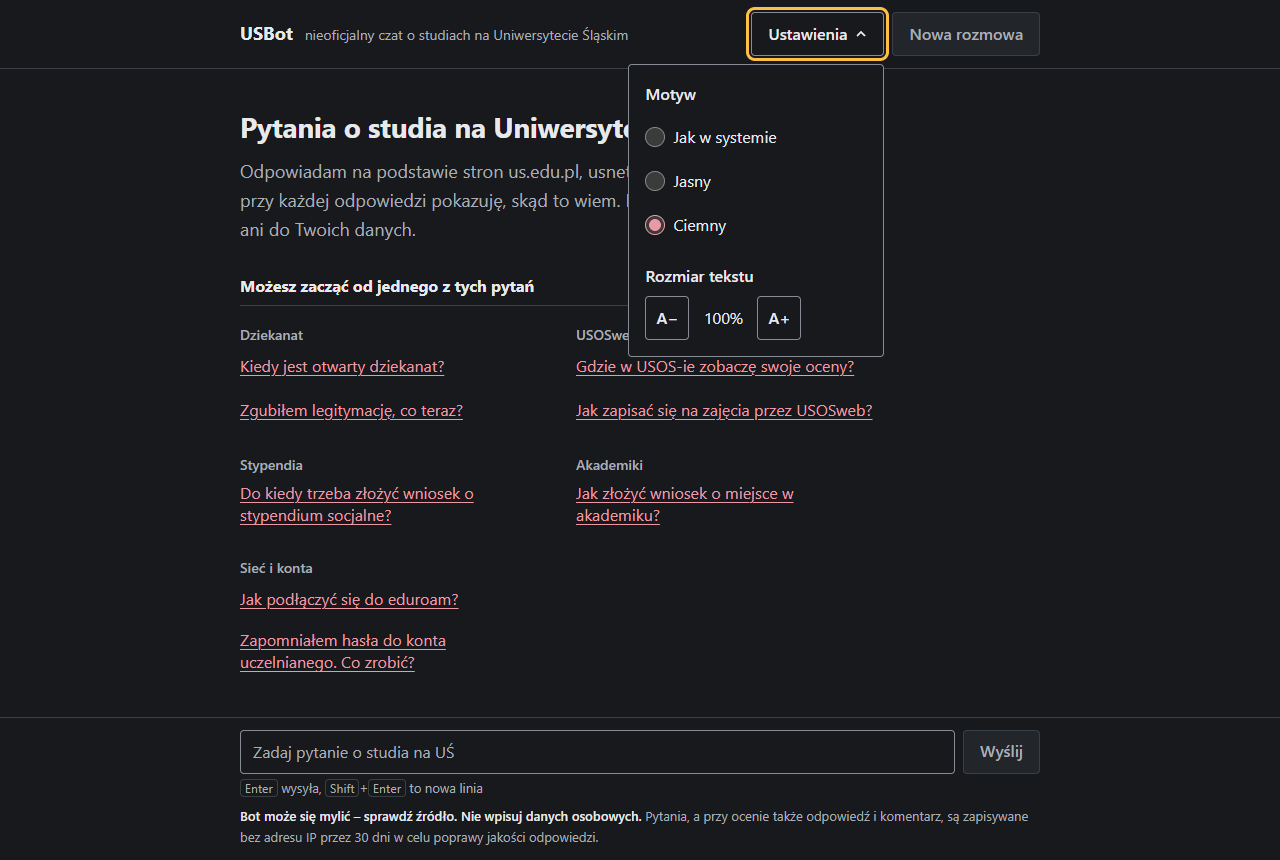 USBot nieoficjalny czat o studiach na Uniwersytecie Śląskim
Ustawienia
Nowa rozmowa
Motyw
Jak w systemie
Jasny
Ciemny
Rozmiar tekstu
A−
100%
A+
Pytania o studia na
Odpowiadam na podstawie stron us.edu.pl,
przy każdej odpowiedzi pokazuję, skąd to wiem.
ani do Twoich danych.
Możesz zacząć od jednego z tych pytań
Dziekanat
Kiedy jest otwarty dziekanat?
Zgubiłem legitymację, co teraz?
Gdzie w USOS-ie zobaczę swoje oceny?
Jak zapisać się na zajęcia przez USOSweb?
Stypendia
Do kiedy trzeba złożyć wniosek o
stypendium socjalne?
Akademiki
Jak złożyć wniosek o miejsce w
akademiku?
Sieć i konta
Jak podłączyć się do eduroam?
Zapomniałem hasła do konta
uczelnianego. Co zrobić?
Zadaj pytanie o studia na UŚ
Wyślij
Enter wysyła, Shift + Enter to nowa linia
Bot może się mylić – sprawdź źródło. Nie wpisuj danych osobowych. Pytania, a przy ocenie także odpowiedź i komentarz, są zapisywane
bez adresu IP przez 30 dni w celu poprawy jakości odpowiedzi.